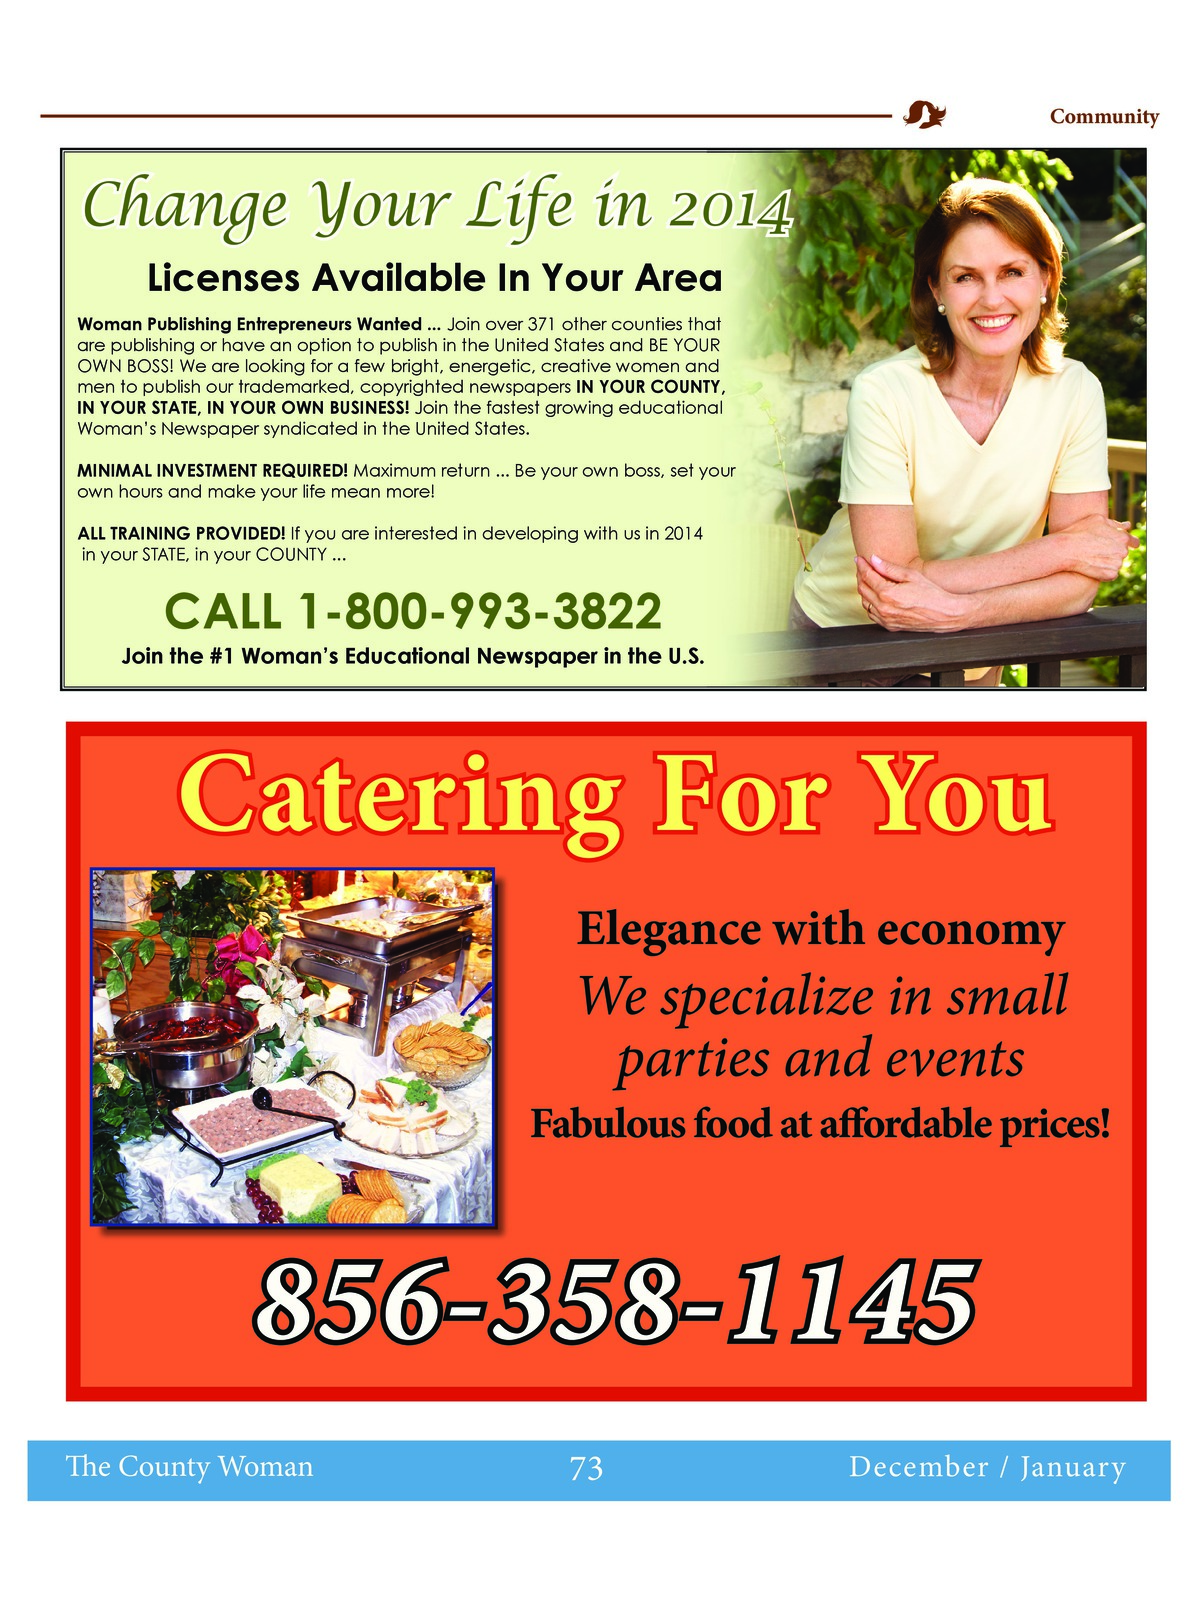 Community
Change Your Life in 2014
Licenses Available In Your Area
Woman Publishing Entrepreneurs Wanted ... Join over 371 other counties that
are publishing or have an option to publish in the United States and BE YOUR
OWN BOSS! We are looking for a few bright, energetic, creative women and
men to publish our trademarked, copyrighted newspapers IN YOUR COUNTY,
IN YOUR STATE, IN YOUR OWN BUSINESS! Join the fastest growing educational
Woman's Newspaper syndicated in the United States.
MINIMAL INVESTMENT REQUIRED! Maximum return ... Be your own boss, set your
own hours and make your life mean more!
ALL TRAINING PROVIDED! If you are interested in developing with us in 2014
in your STATE, in your COUNTY ...
CALL 1-800-993-3822
Join the #1 Woman's Educational Newspaper in the U.S.
Catering For You
Elegance with economy
We specialize in small
parties and events
Fabulous food at affordable prices!
856-358-1145
The County Woman
73
December / January